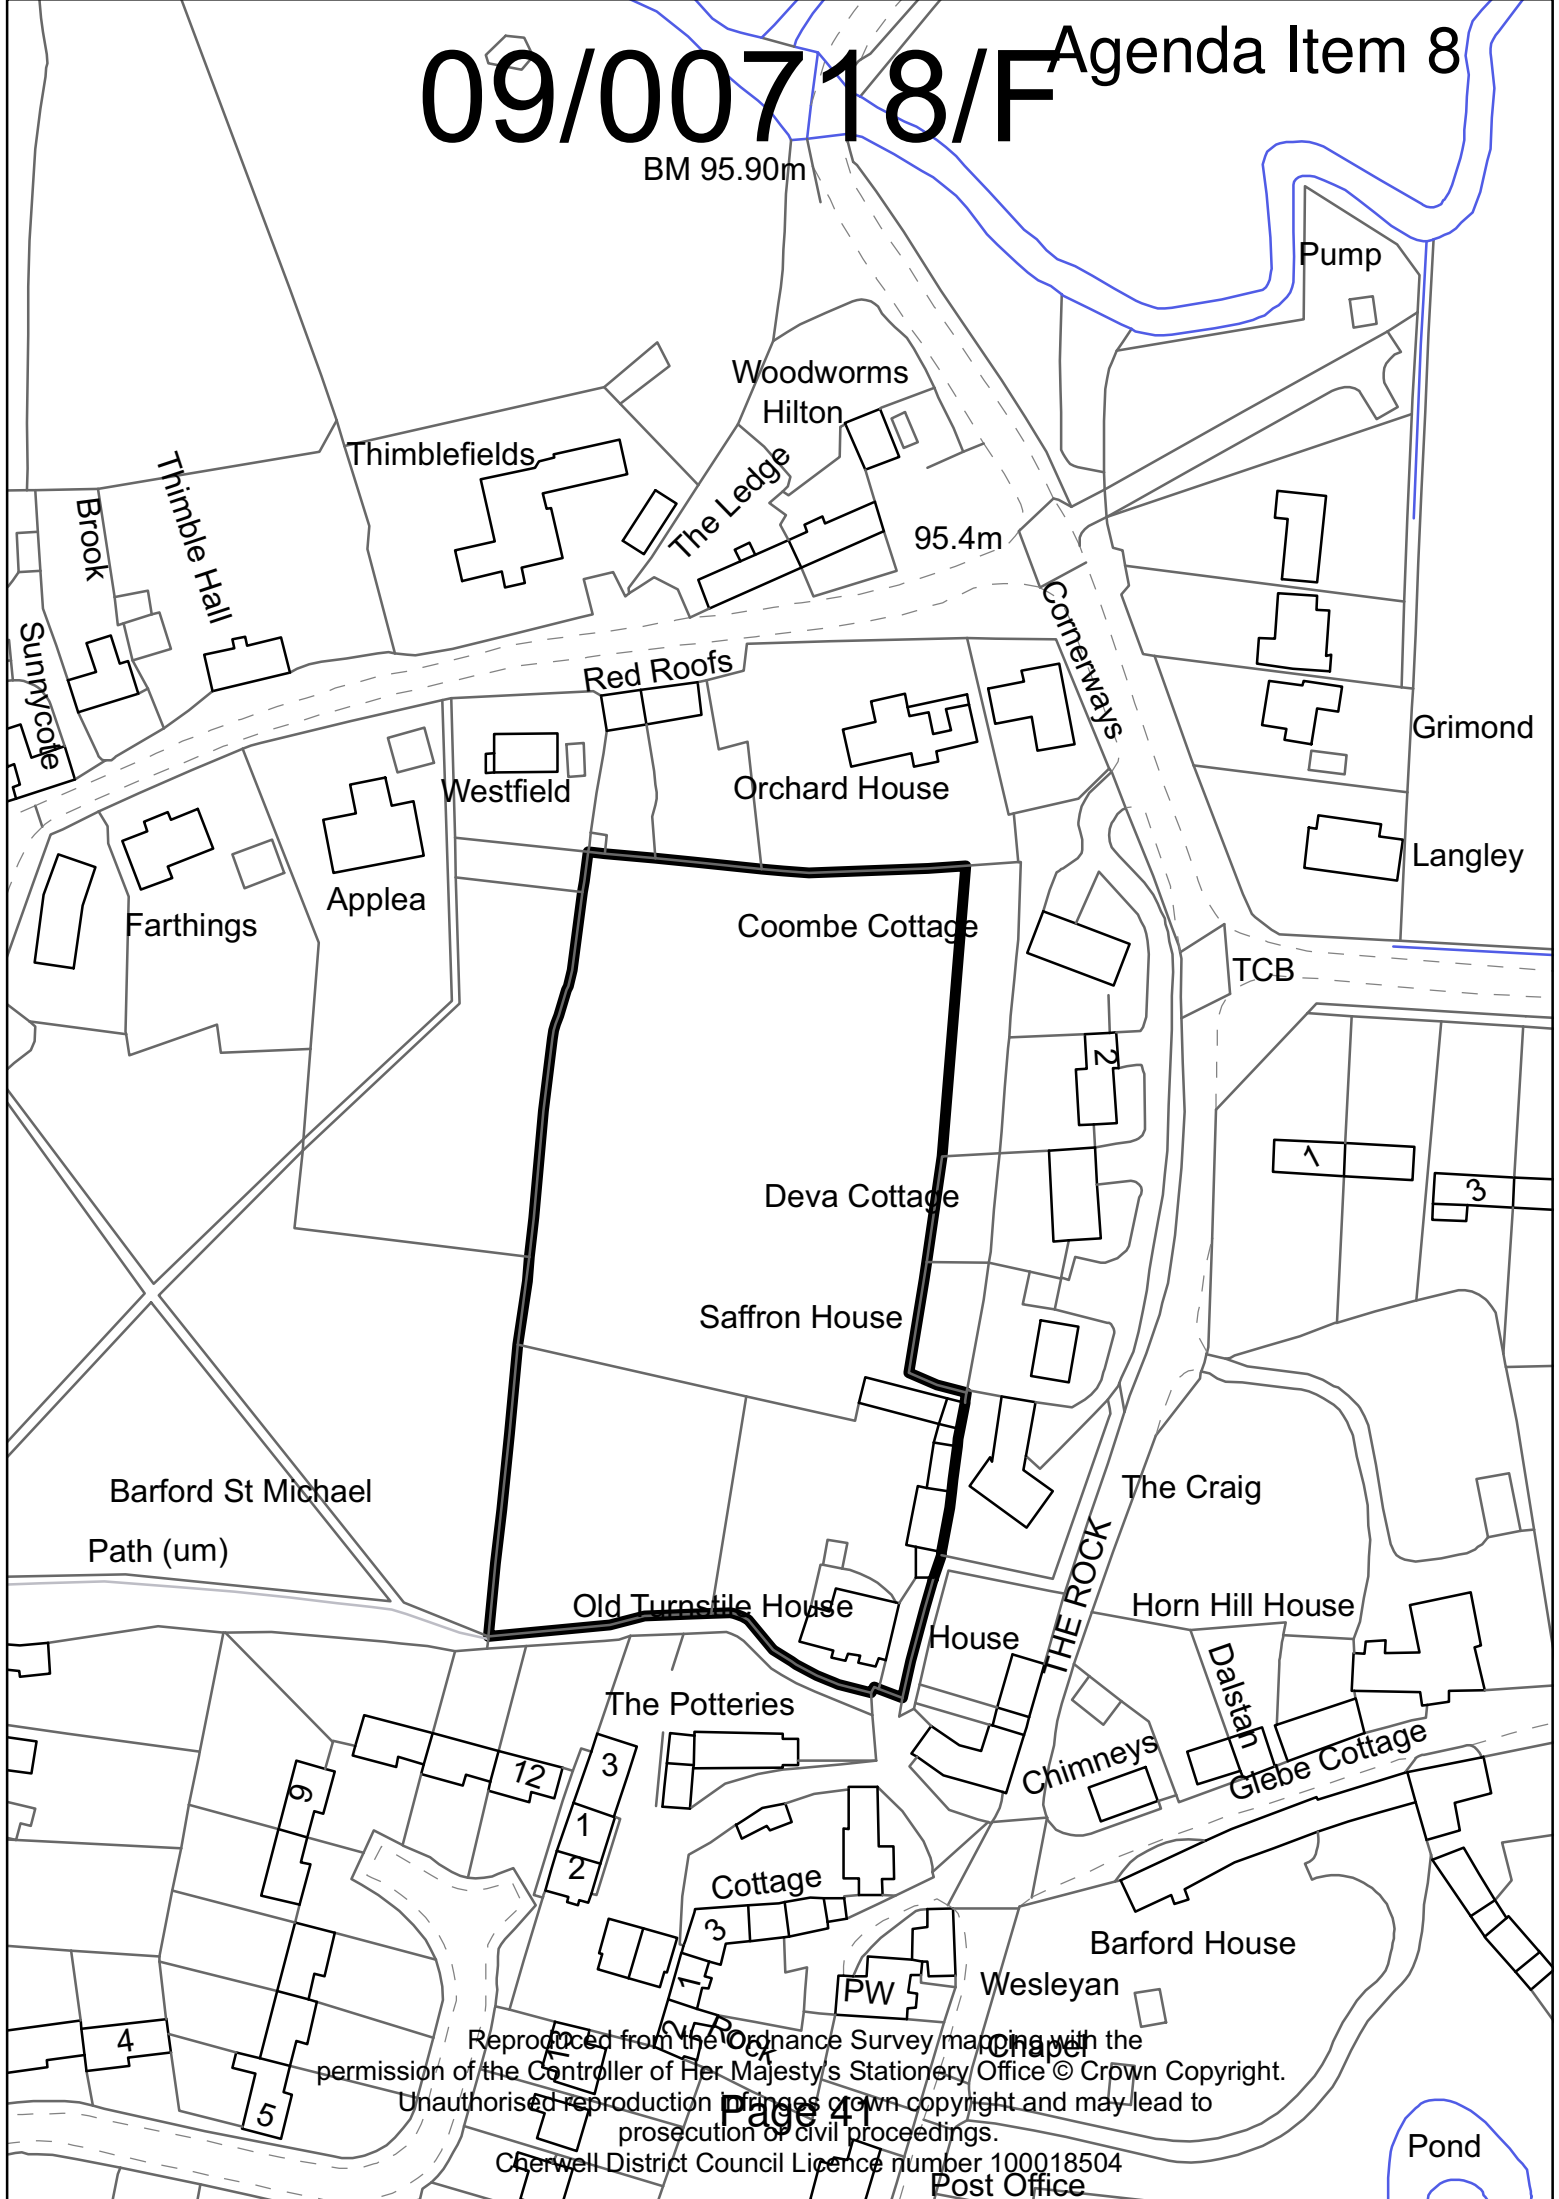 Agenda Item 8
09/00718/F
BM 95.90m
Pump
Woodworms
Hilton
Thimblefields
The Ledge
95.4m
Brook
Thimble Hall
Sunnycote
Cornerways
Red Roofs
Grimond
Westfield
Orchard House
Langley
Applea
Farthings
Coombe Cottage
TCB
2
1
3
Deva Cottage
Saffron House
Barford St Michael
The Craig
Path (um)
THE ROCK
Old Turnstile House
Horn Hill House
House
Dalstan
The Potteries
Chimneys
Glebe Cottage
3
12
9
1
2
Cottage
3
Barford House
1
PW
Wesleyan
Chapel
2
Rock
13
4
5
Reproduced from the Ordnance Survey mapping with the
permission of the Controller of Her Majesty's Stationery Office © Crown Copyright.
Unauthorised reproduction infringes crown copyright and may lead to
prosecution or civil proceedings.
Cherwell District Council Licence number 100018504
Page 41
Pond
Post Office